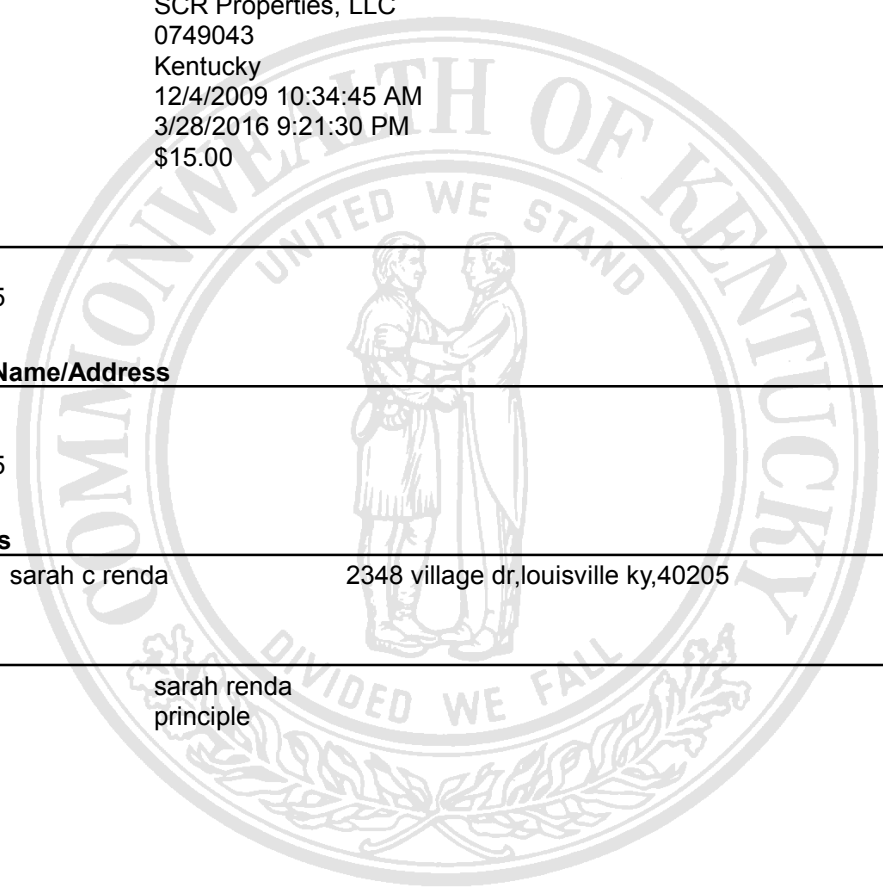 SCR Properties, LLC
0749043
Kentucky
12/4/2009 10:34:45 AM
3/28/2016 9:21:30 PM
$15.00
COMMONWEALTH OF KENTUCKY
UNITED WE STAND
5
Name/Address
5
s
sarah c renda 2348 village dr,louisville ky,40205
DIVIDED WE FALL
sarah renda
principle